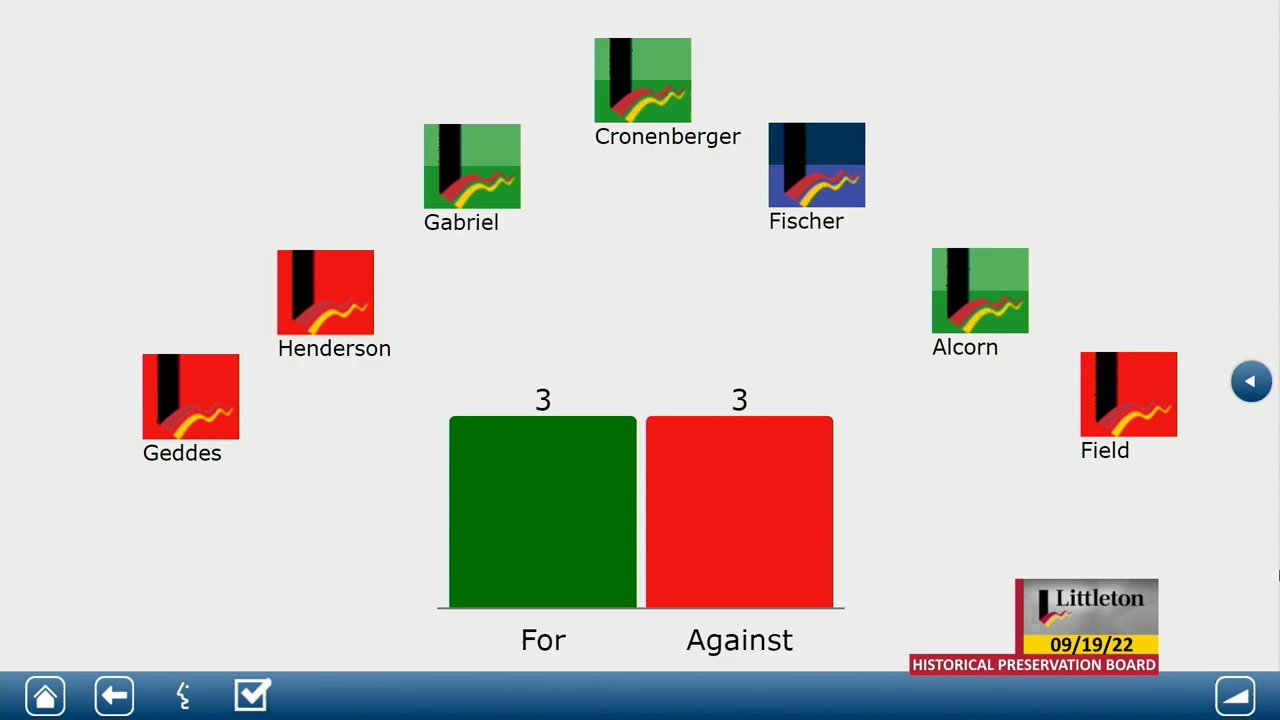 Cronenberger
Gabriel
Fischer
Henderson
Alcorn
Geddes
Field
3
3
For
Against
Littleton
09/19/22
HISTORICAL PRESERVATION BOARD